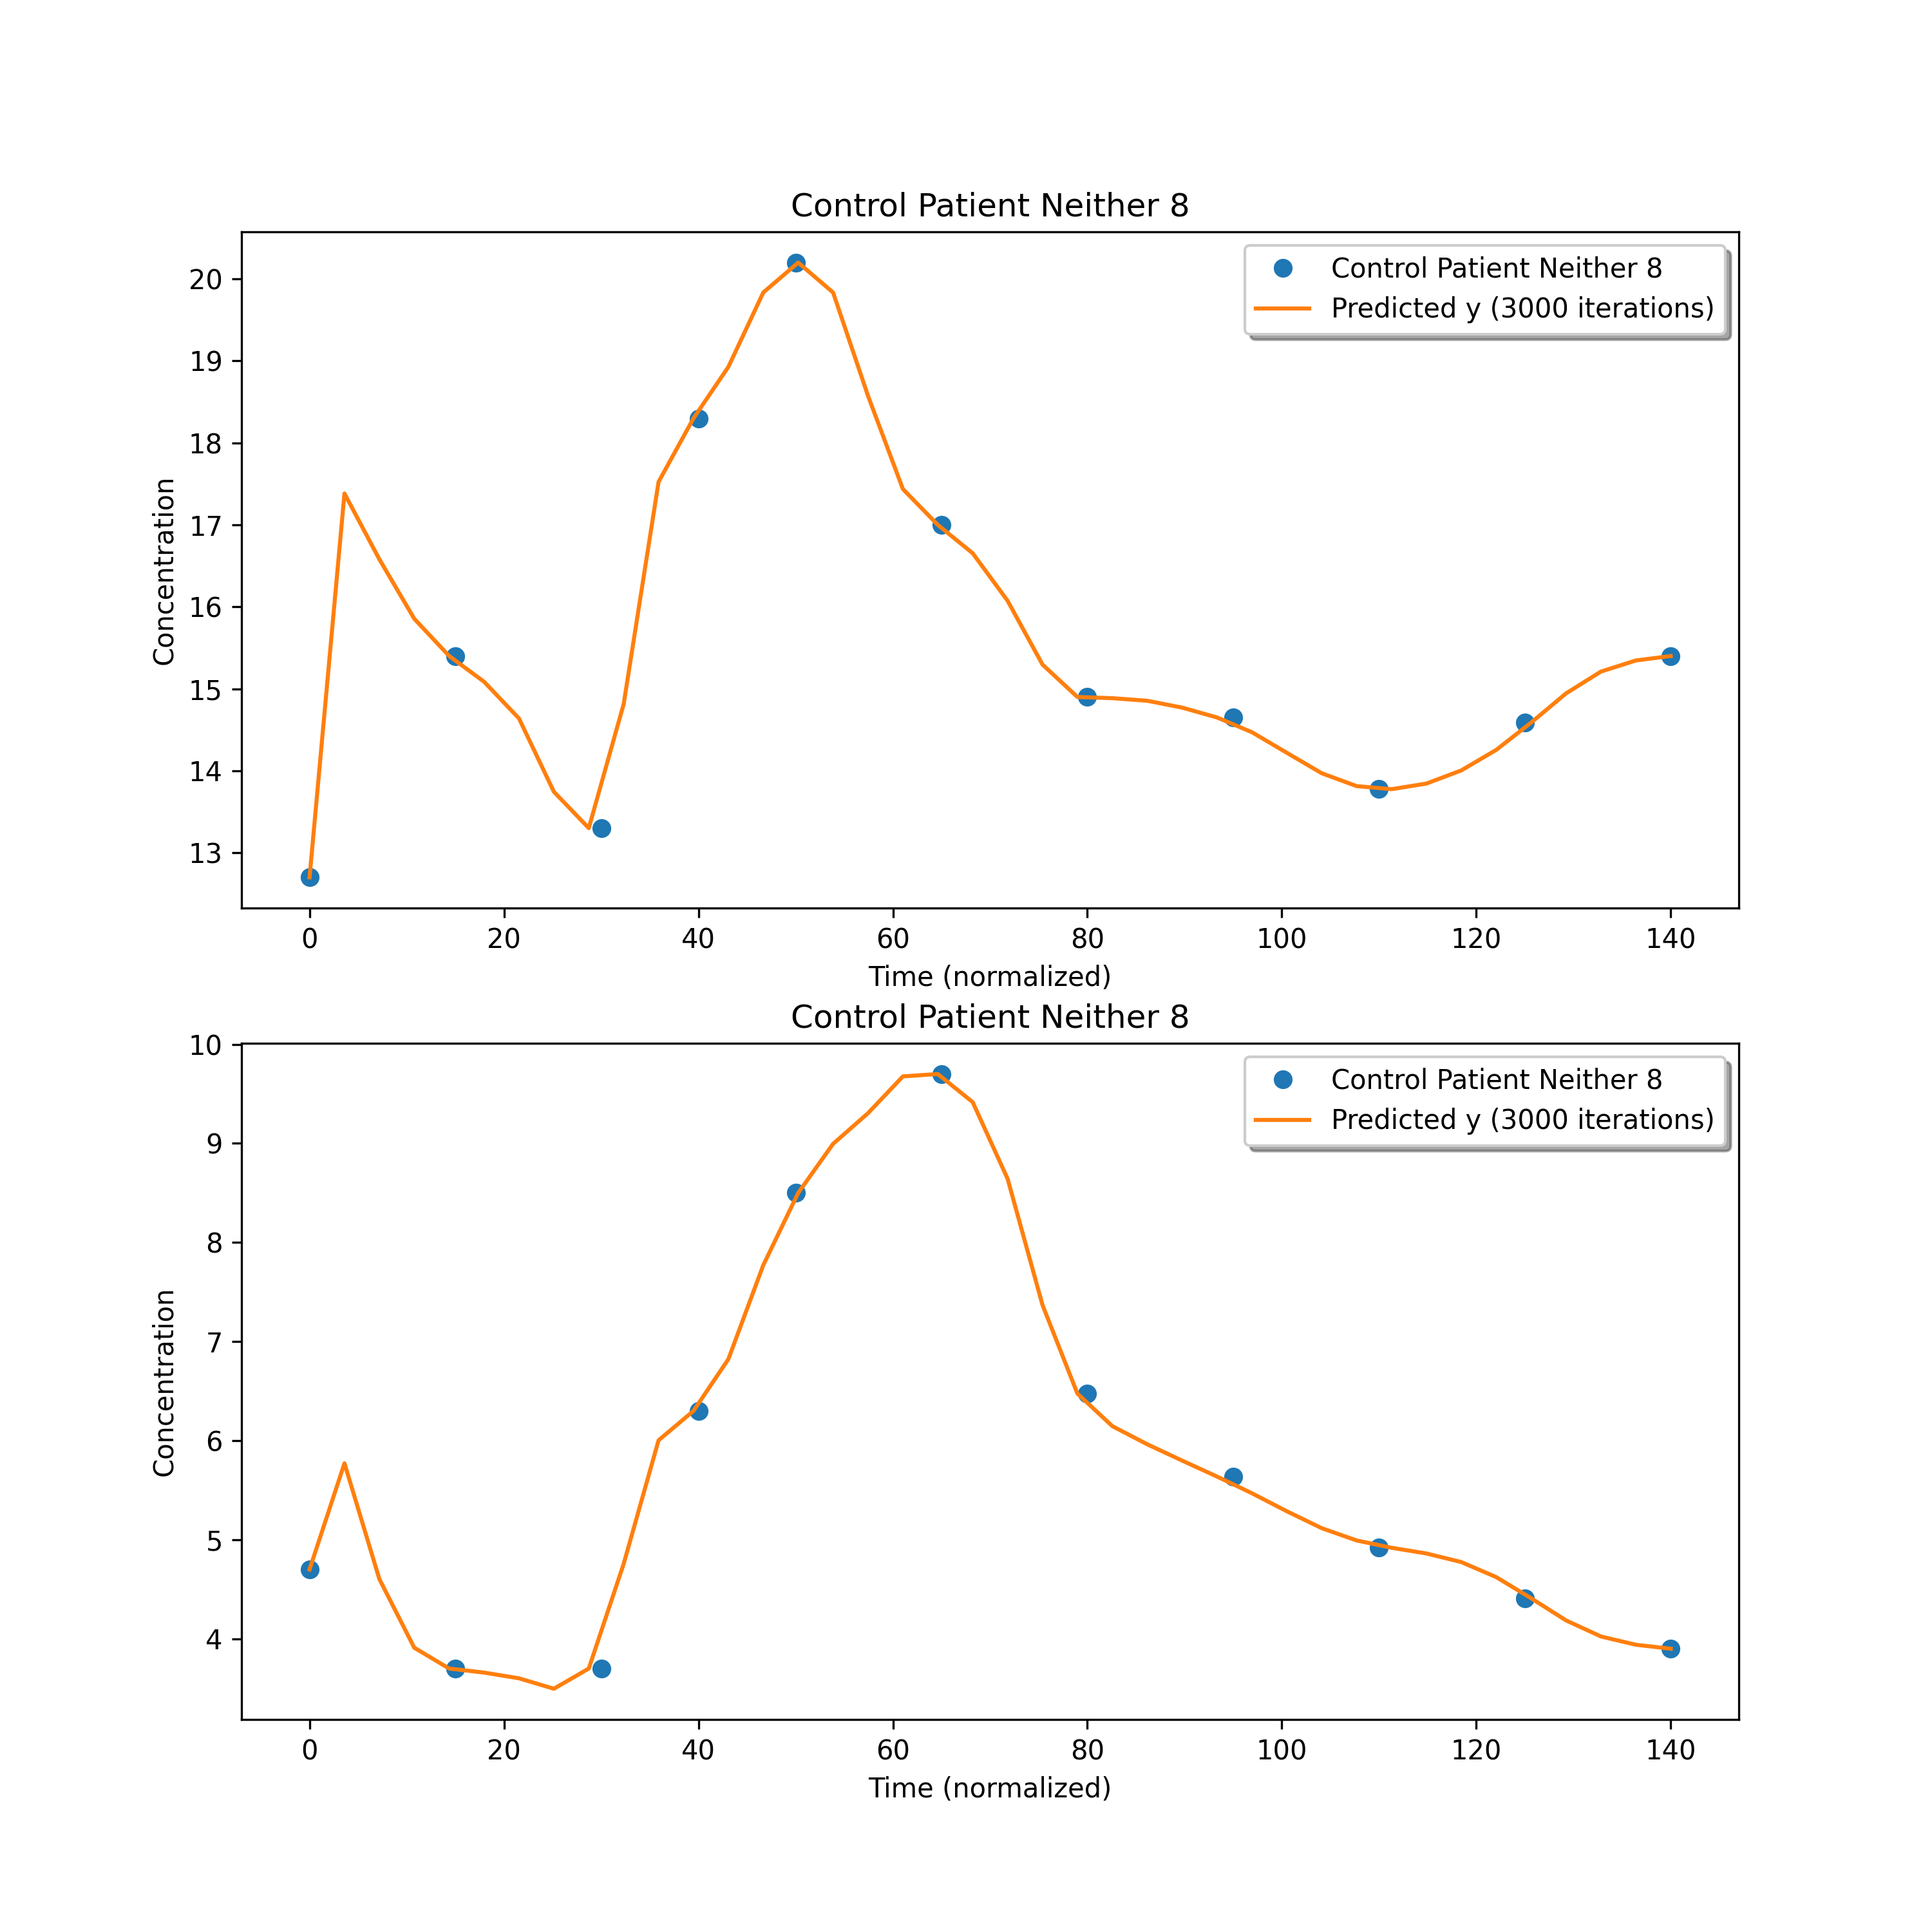 Control Patient Neither 8
Control Patient Neither 8
Predicted y (3000 iterations)
20
19
18
17
16
15
14
13
Concentration
0 20 40 60 80 100 120 140
Time (normalized)
Control Patient Neither 8
Control Patient Neither 8
Predicted y (3000 iterations)
10
9
8
7
6
5
4
Concentration
0 20 40 60 80 100 120 140
Time (normalized)